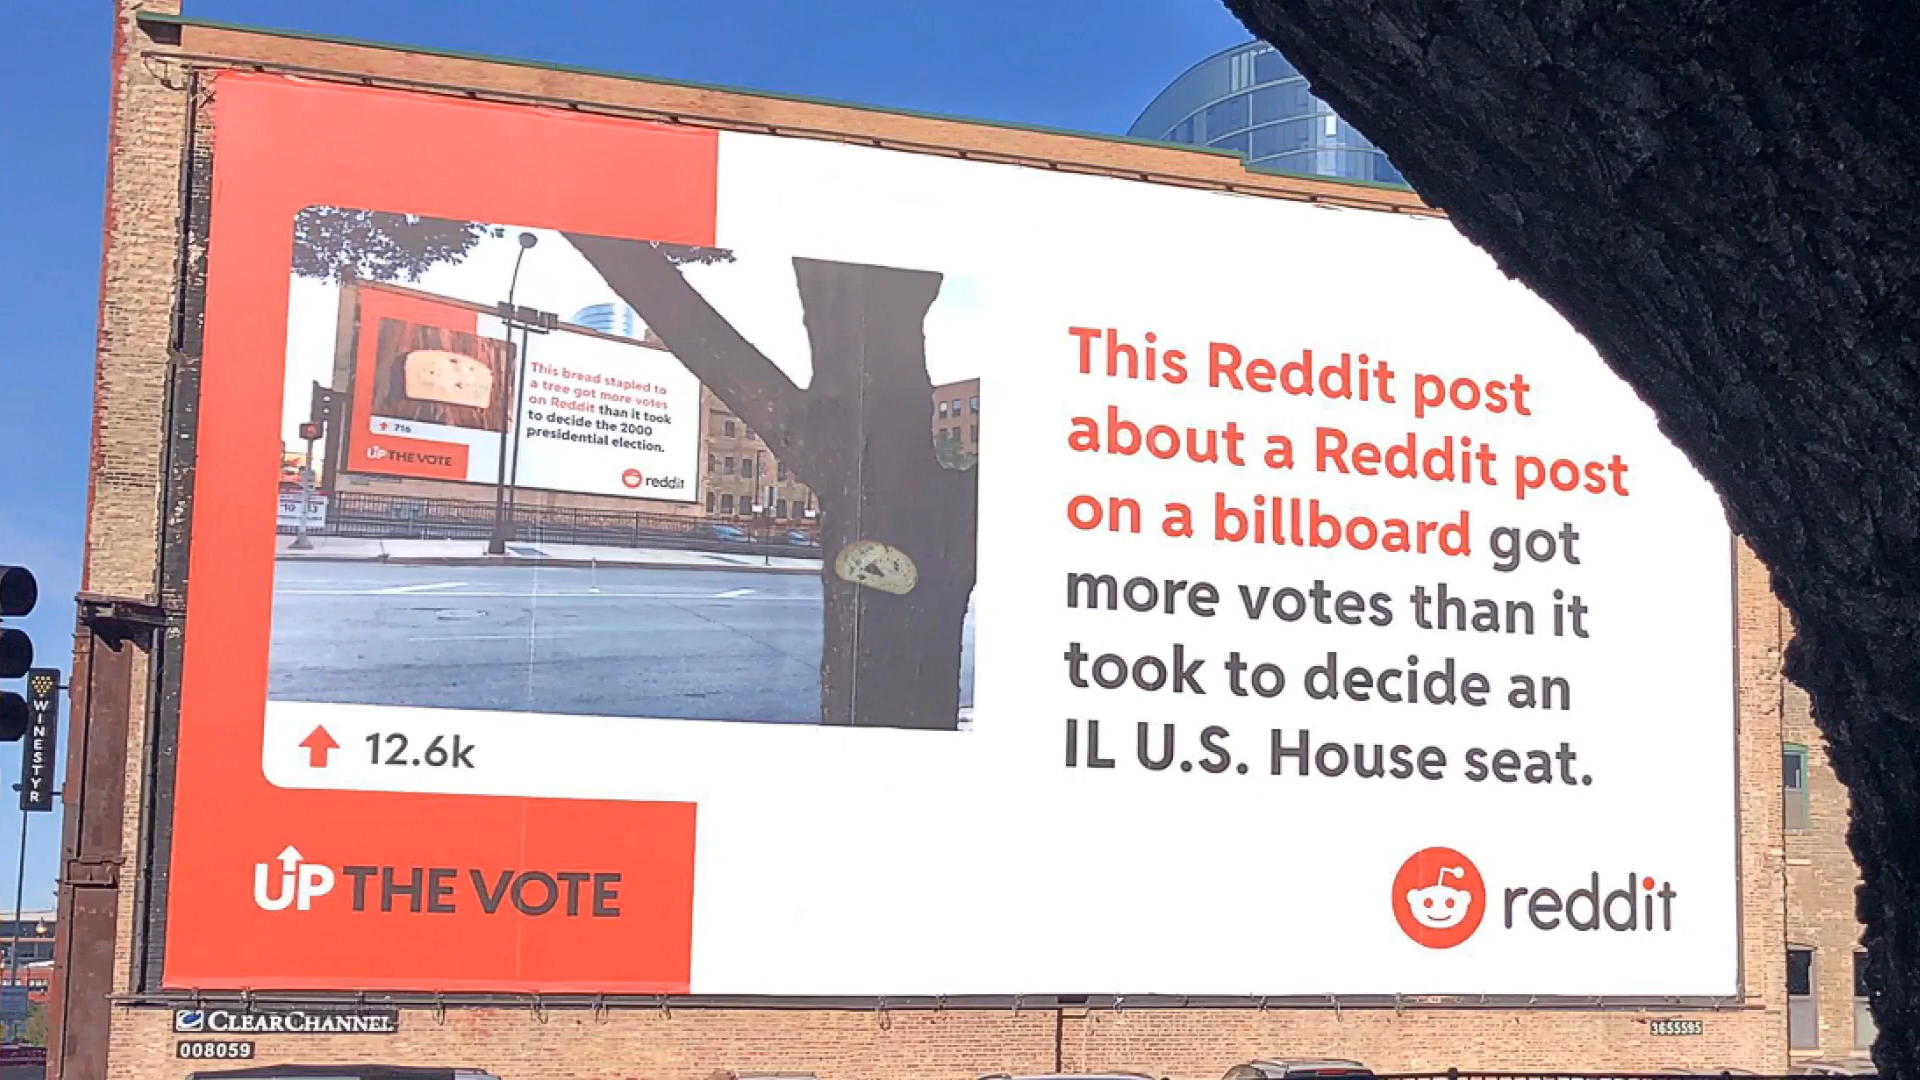 This bread stapled to
a tree got more votes
on Reddit than it took
to decide the 2000
presidential election.
716
UP THE VOTE
reddit
12.6k
This Reddit post
about a Reddit post
on a billboard got
more votes than it
took to decide an
IL U.S. House seat.
UP THE VOTE
reddit
WINESTYR
CLEARCHANNEL
008059
3655595